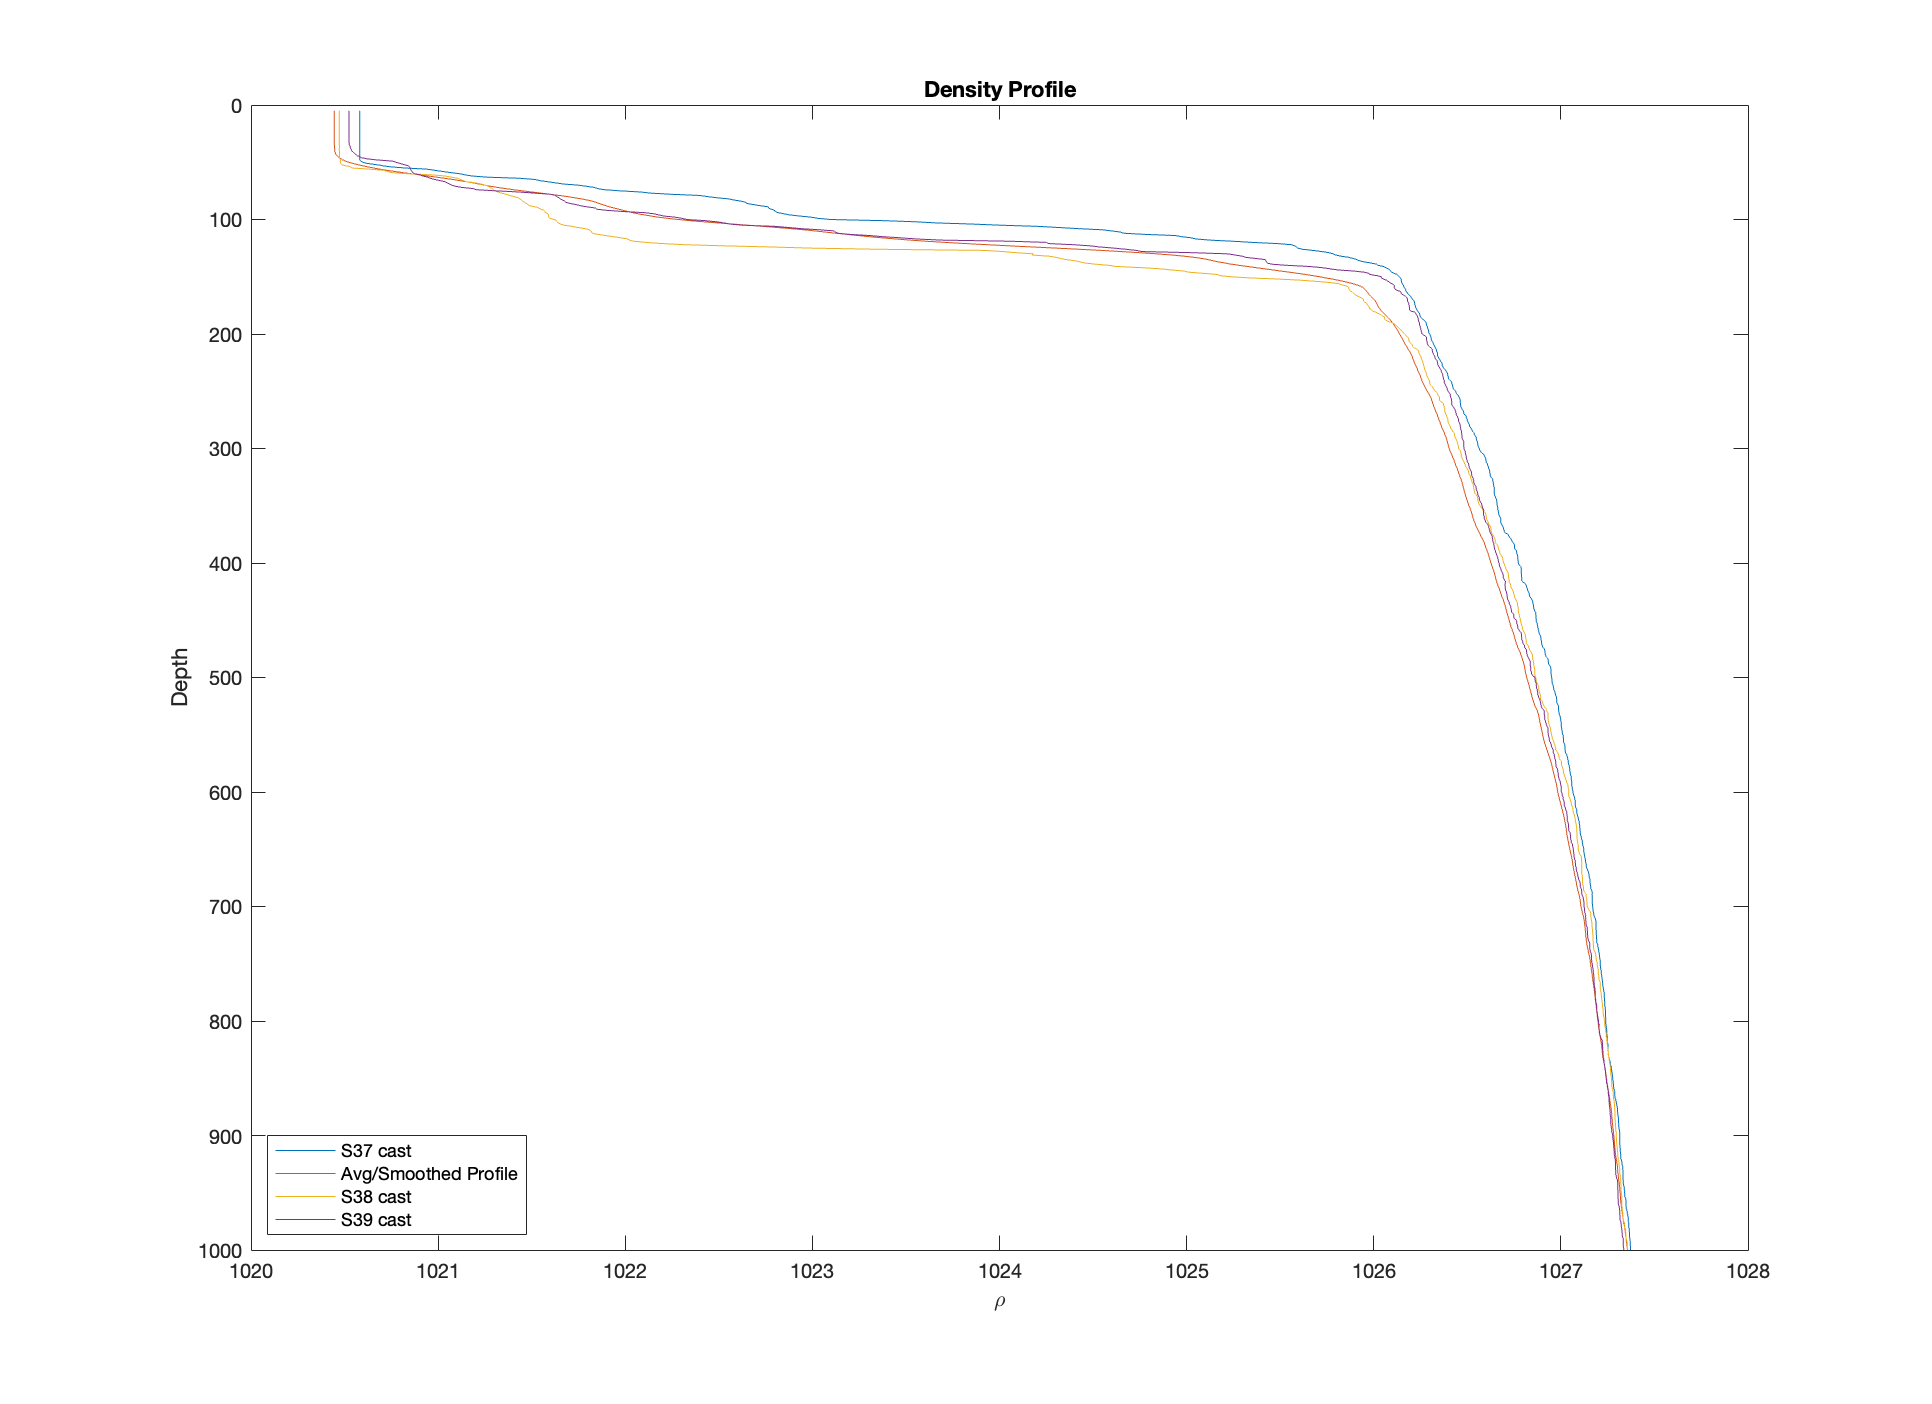 Density Profile
0
100
200
300
400
500
600
700
800
900
1000
Depth
S37 cast
Avg/Smoothed Profile
S38 cast
S39 cast
1020 1021 1022 1023 1024 1025 1026 1027 1028
ρ